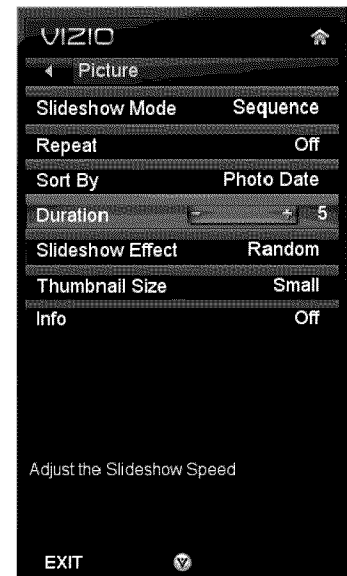 VIZIO
Picture
Slideshow Mode Sequence
Repeat Off
Sort By Photo Date
Duration - + 5
Slideshow Effect Random
Thumbnail Size Small
Info Off
Adjust the Slideshow Speed
EXIT V